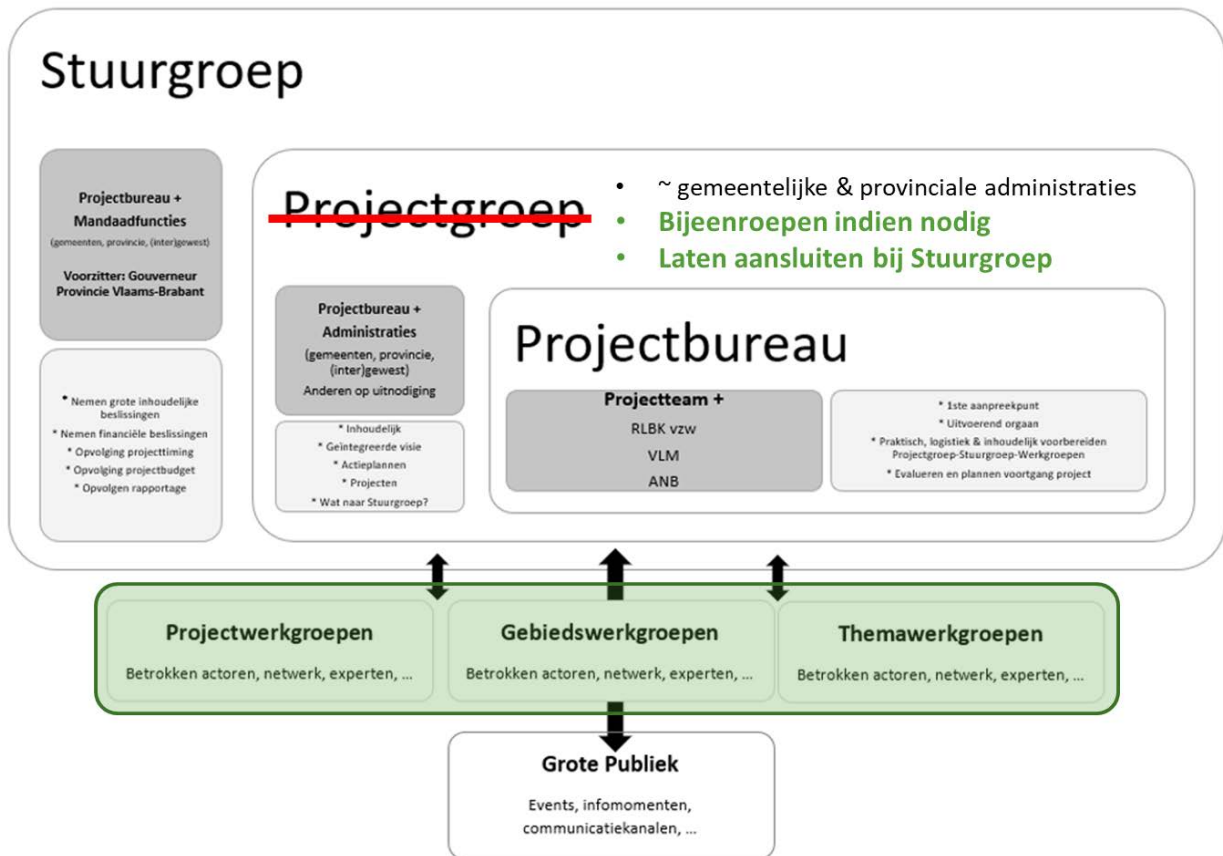 Stuurgroep
Projectbureau +
Mandaadfuncties
(gemeenten, provincie, (inter)gewest)
Voorzitter: Gouverneur
Provincie Vlaams-Brabant
* Nemen grote inhoudelijke
beslissingen
* Nemen financiële beslissingen
* Opvolging projecttiming
* Opvolging projectbudget
* Opvolgen rapportage
Projectgroep
• ~ gemeentelijke & provinciale administraties
• Bijeenroepen indien nodig
• Laten aansluiten bij Stuurgroep
Projectbureau +
Administraties
(gemeenten, provincie,
(inter)gewest)
Anderen op uitnodiging
* Inhoudelijk
* Geïntegreerde visie
* Actieplannen
* Projecten
* Wat naar Stuurgroep?
Projectbureau
Projectteam +
RLBK vzw
VLM
ANB
* 1ste aanpreekpunt
* Uitvoerend orgaan
* Praktisch, logistiek & inhoudelijk voorbereiden
Projectgroep-Stuurgroep-Werkgroepen
* Evalueren en plannen voortgang project
Projectwerkgroepen
Betrokken actoren, netwerk, experten, ...
Gebiedswerkgroepen
Betrokken actoren, netwerk, experten, ...
Themawerkgroepen
Betrokken actoren, netwerk, experten, ...
Grote Publiek
Events, infomomenten,
communicatiekanalen, ...